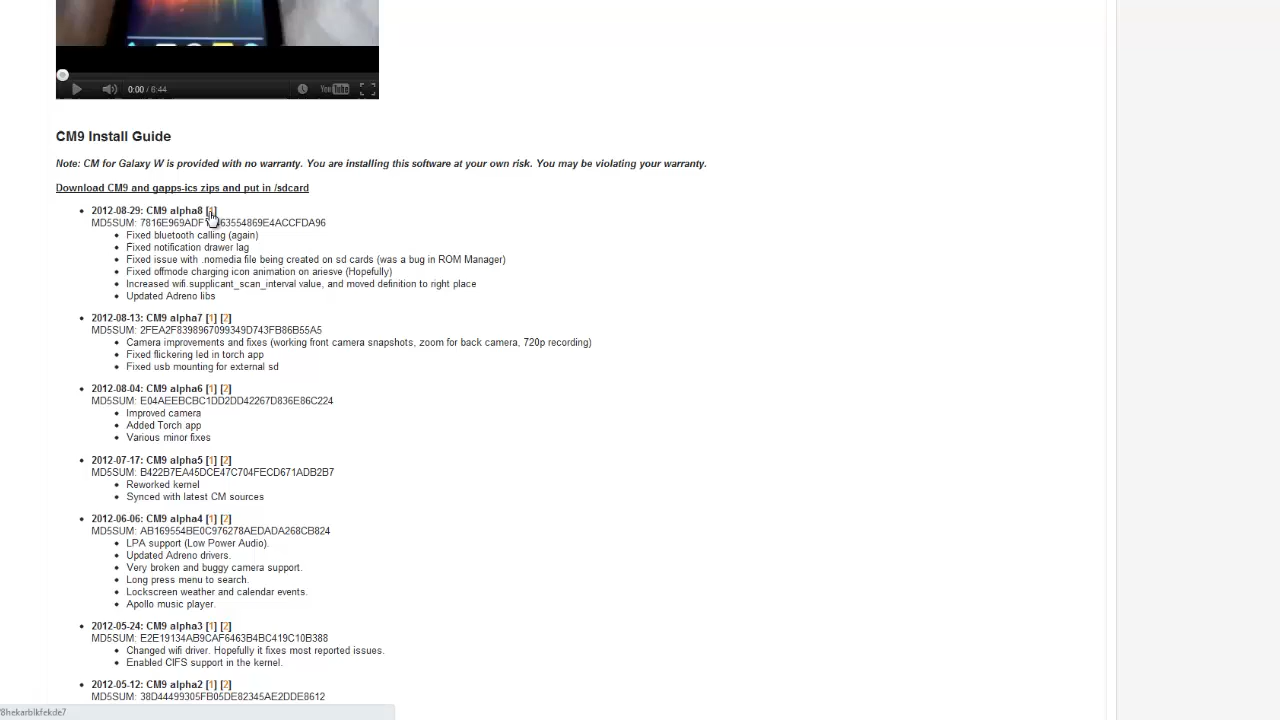 0:00 / 6:44
You Tube
CM9 Install Guide
Note: CM for Galaxy W is provided with no warranty. You are installing this software at your own risk. You may be violating your warranty.
Download CM9 and gapps-ics zips and put in /sdcard
2012-08-29: CM9 alpha8 [1]
MD5SUM:
Fixed bluetooth calling (again)
Fixed notification drawer lag
Fixed issue with .nomedia file being created on sd cards (was a bug in ROM Manager)
Fixed offmode charging icon animation on ariesve (Hopefully)
Increased wifi.supplicant_scan_interval value, and moved definition to right place
Updated Adreno libs
2012-08-13: CM9 alpha7 [1] [2]
MD5SUM: 2FEA2F8398967099349D743FB86B55A5
Camera improvements and fixes (working front camera snapshots, zoom for back camera, 720p recording)
Fixed flickering led in torch app
Fixed usb mounting for external sd
2012-08-04: CM9 alpha6 [1] [2]
MD5SUM: E04AEEBCBC1DD2DD42267D836E86C224
Improved camera
Added Torch app
Various minor fixes
2012-07-17: CM9 alpha5 [1] [2]
MD5SUM: B422B7EA45DCE47C704FECD671ADB2B7
Reworked kernel
Synced with latest CM sources
2012-06-06: CM9 alpha4 [1] [2]
MD5SUM: AB169554BE0C976278AEDADA268CB824
LPA support (Low Power Audio).
Updated Adreno drivers.
Very broken and buggy camera support.
Long press menu to search.
Lockscreen weather and calendar events.
Apollo music player.
2012-05-24: CM9 alpha3 [1] [2]
MD5SUM: E2E19134AB9CAF6463B4BC419C10B388
Changed wifi driver. Hopefully it fixes most reported issues.
Enabled CIFS support in the kernel.
2012-05-12: CM9 alpha2 [1] [2]
MD5SUM: 38D44499305FB05DE82345AE2DDE8612
/8hekarblkfekde7